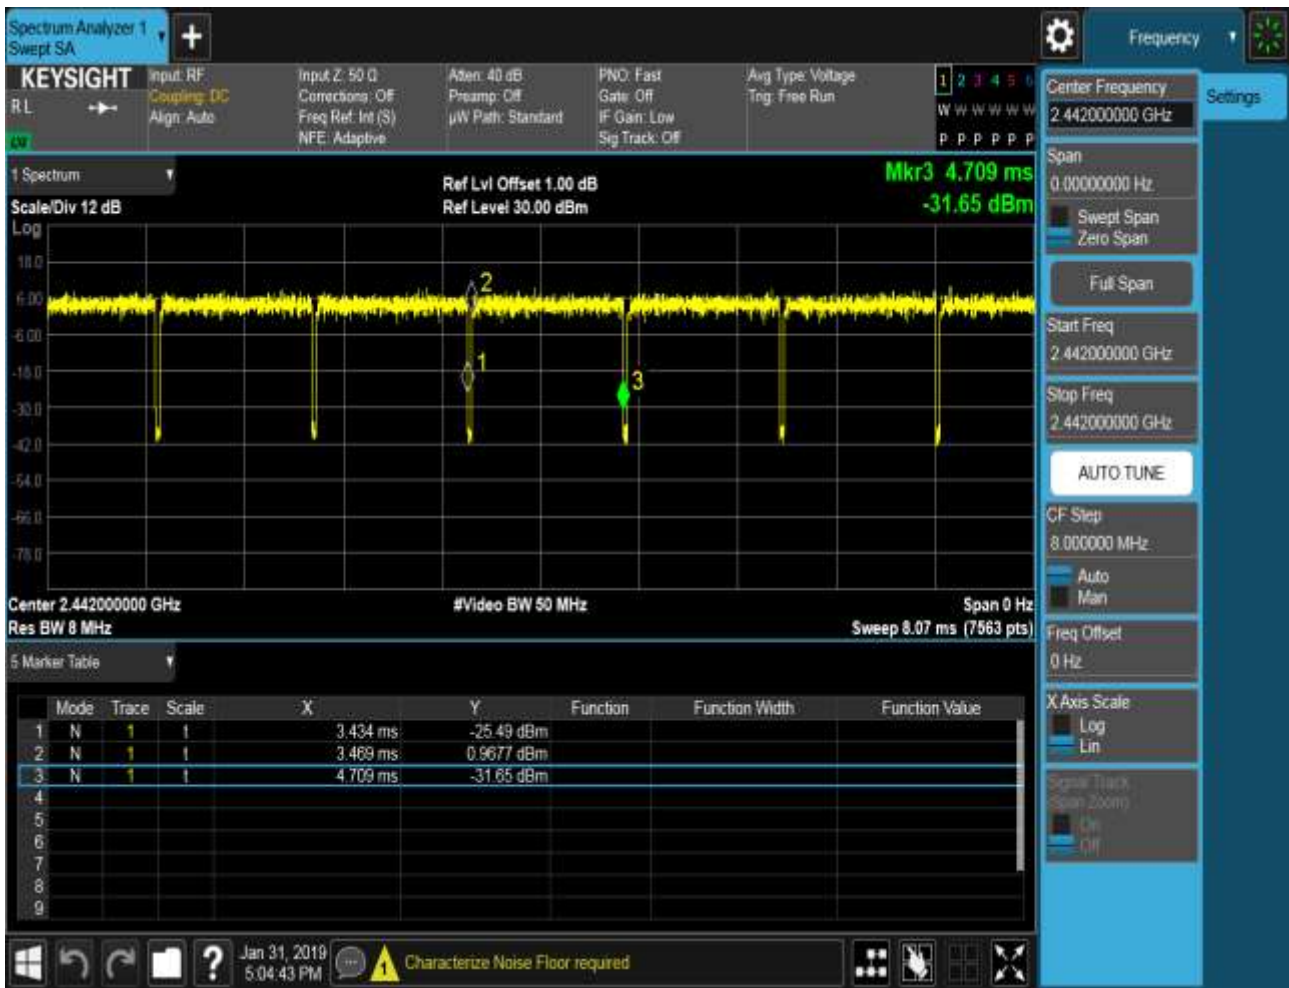 Spectrum Analyzer 1
Swept SA
Frequency
KEYSIGHT
R L
Input: RF
Coupling: DC
Align: Auto
Input Z: 50 Ω
Corrections: Off
Freq Ref: Int (S)
NFE: Adaptive
Atten: 40 dB
Preamp: Off
µW Path: Standard
PNO: Fast
Gate: Off
IF Gain: Low
Sig Track: Off
Avg Type: Voltage
Trig: Free Run
1 2 3 4 5 6
W W W W W W
P P P P P P
1 Spectrum
Scale/Div 12 dB
Ref Lvl Offset 1.00 dB
Ref Level 30.00 dBm
Mkr3 4.709 ms
-31.65 dBm
Log
18.0
6.00
-6.00
-18.0
-30.0
-42.0
-54.0
-66.0
-78.0
2
1
3
Center 2.442000000 GHz
#Video BW 50 MHz
Span 0 Hz
Res BW 8 MHz
Sweep 8.07 ms (7563 pts)
5 Marker Table
Mode Trace Scale X Y Function Function Width Function Value
1 N 1 t 3.434 ms -25.49 dBm
2 N 1 t 3.469 ms 0.9677 dBm
3 N 1 t 4.709 ms -31.65 dBm
4
5
6
7
8
9
Jan 31, 2019
5:04:43 PM
1
Characterize Noise Floor required
Settings
Center Frequency
2.442000000 GHz
Span
0.00000000 Hz
Swept Span
Zero Span
Full Span
Start Freq
2.442000000 GHz
Stop Freq
2.442000000 GHz
AUTO TUNE
CF Step
8.000000 MHz
Auto
Man
Freq Offset
0 Hz
X Axis Scale
Log
Lin
Signal Track
(Span Zoom)
On
Off